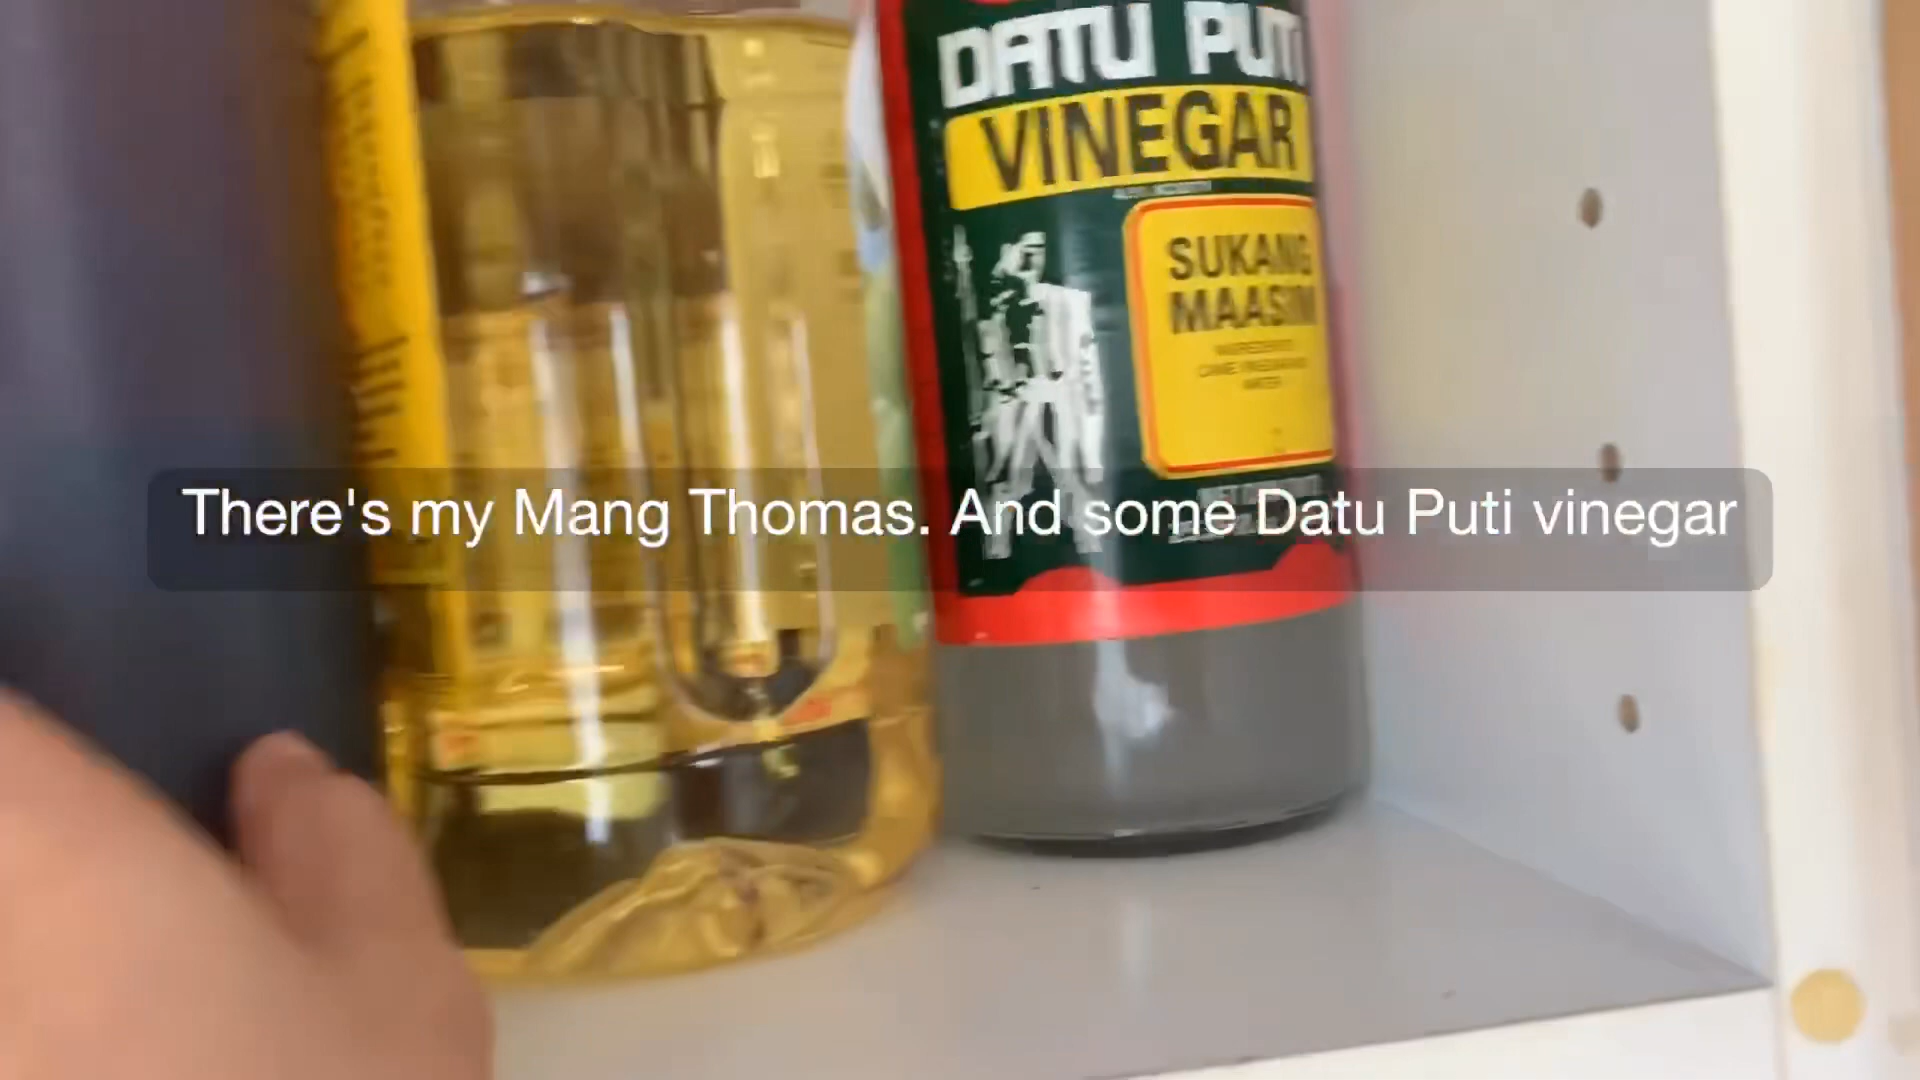 DATU PUTI
VINEGAR
SUKANG
MAASIM
There's my Mang Thomas. And some Datu Puti vinegar